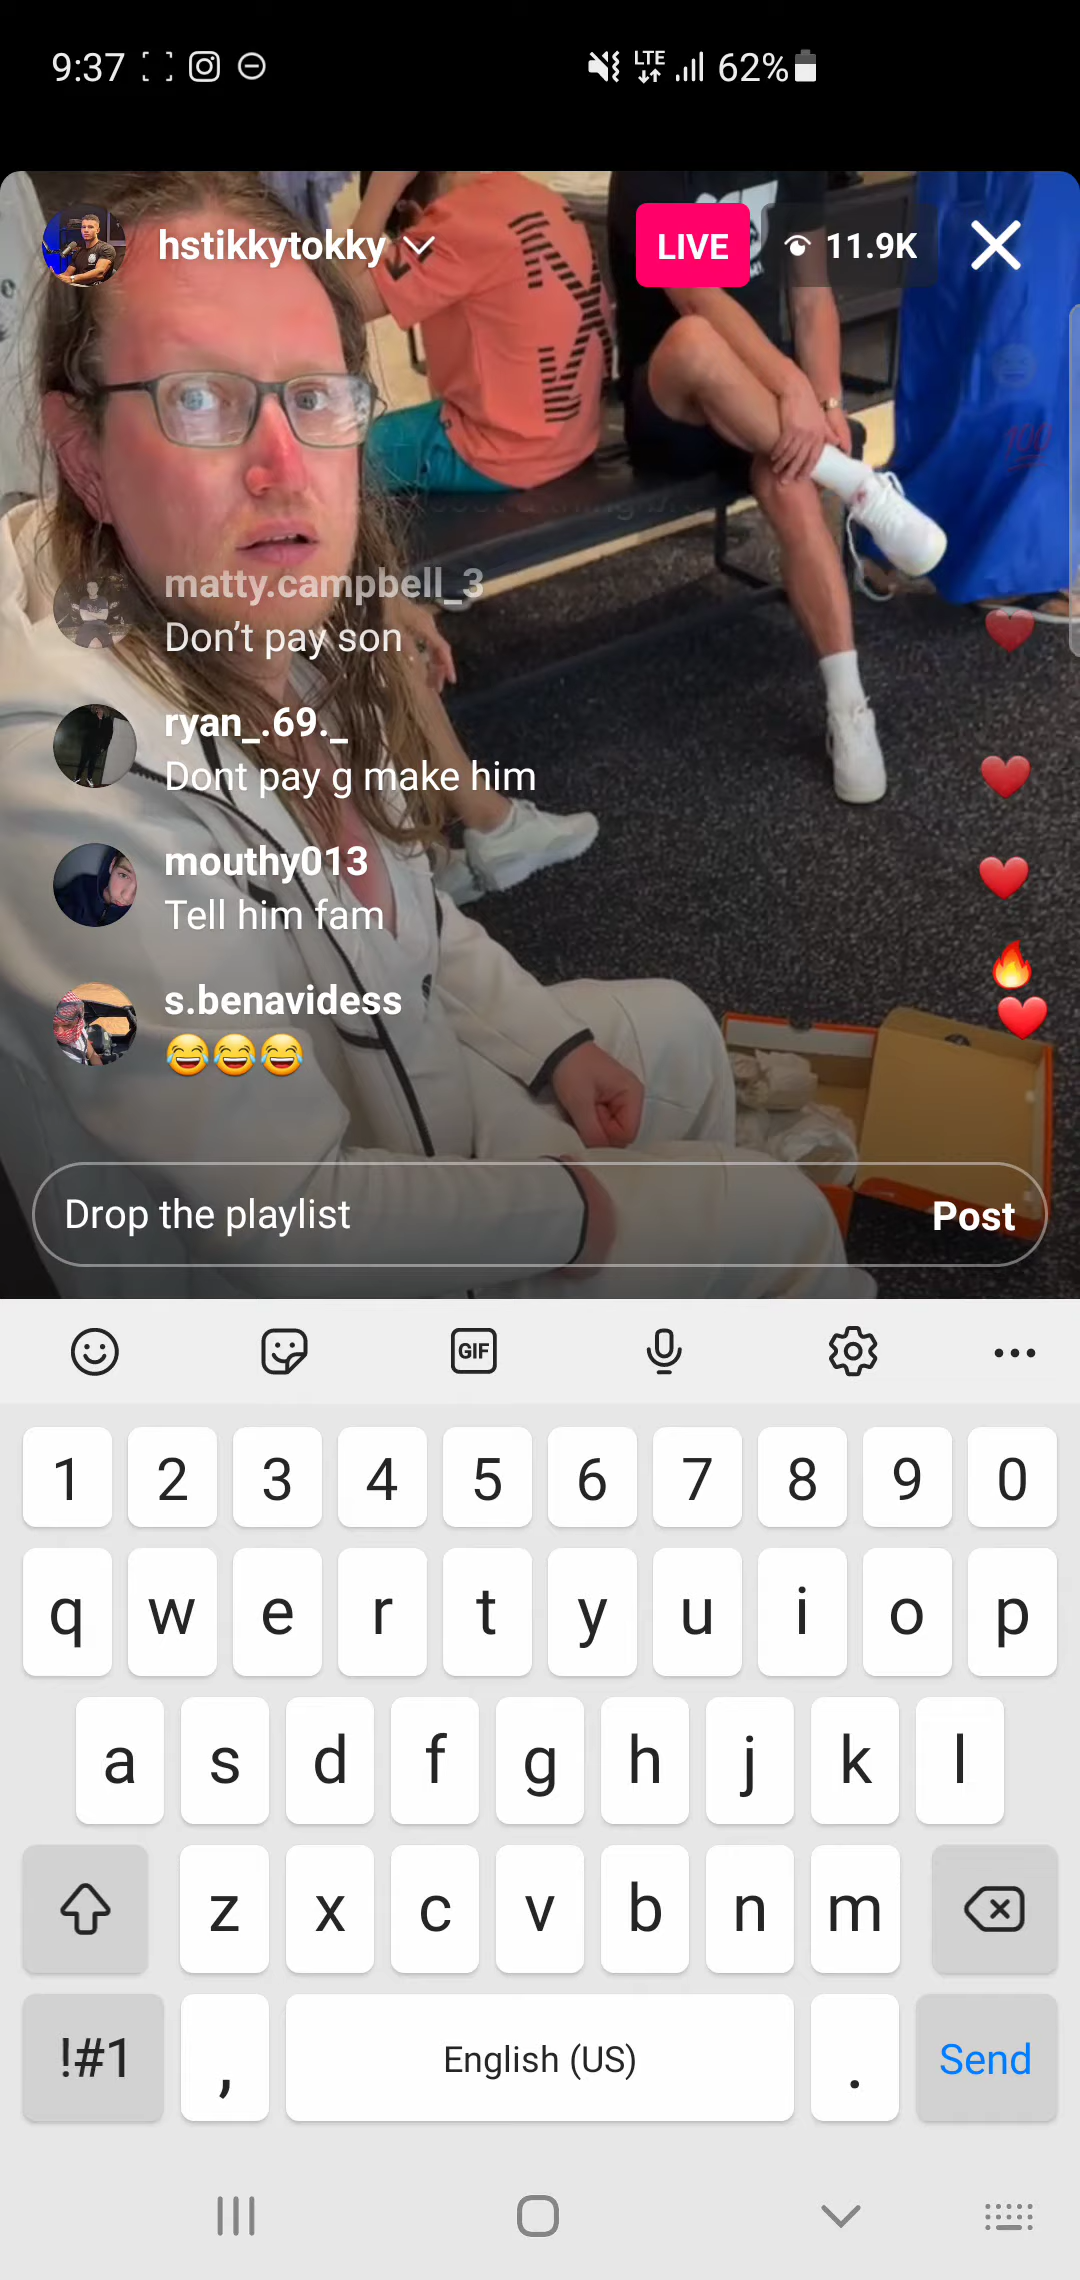 9:37
LTE
62%
hstikkytokky
LIVE
11.9K
100
matty.campbell_3
Don’t pay son
ryan_.69._
Dont pay g make him
mouthy013
Tell him fam
s.benavidess
😂😂😂
Drop the playlist
Post
GIF
1 2 3 4 5 6 7 8 9 0
q w e r t y u i o p
a s d f g h j k l
z x c v b n m
!#1 , English (US) . Send